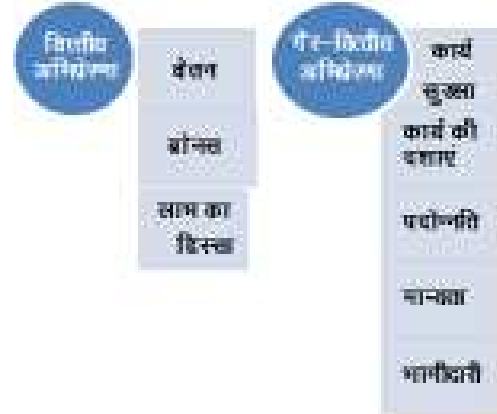 वित्तीय
अभिप्रेरणा
वेतन
बोनस
लाभ का
हिस्सा
गैर-वित्तीय
अभिप्रेरणा
कार्य
सुरक्षा
कार्य की
दशाएं
पदोन्नति
मान्यता
भागीदारी